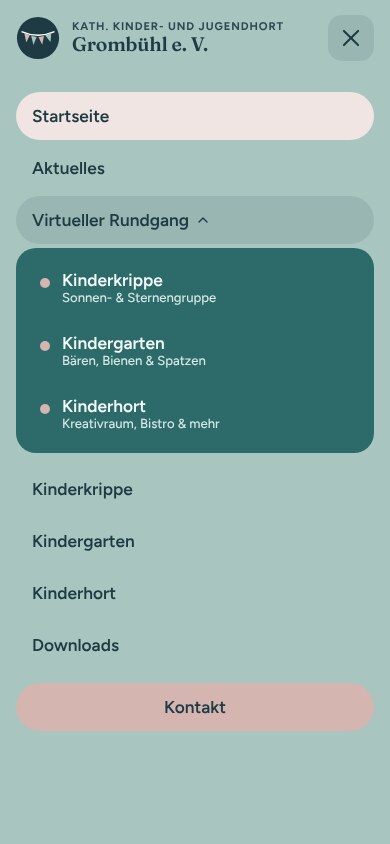 KATH. KINDER- UND JUGENDHORT
Grombühl e. V.
Startseite
Aktuelles
Virtueller Rundgang
Kinderkrippe
Sonnen- & Sternengruppe
Kindergarten
Bären, Bienen & Spatzen
Kinderhort
Kreativraum, Bistro & mehr
Kinderkrippe
Kindergarten
Kinderhort
Downloads
Kontakt